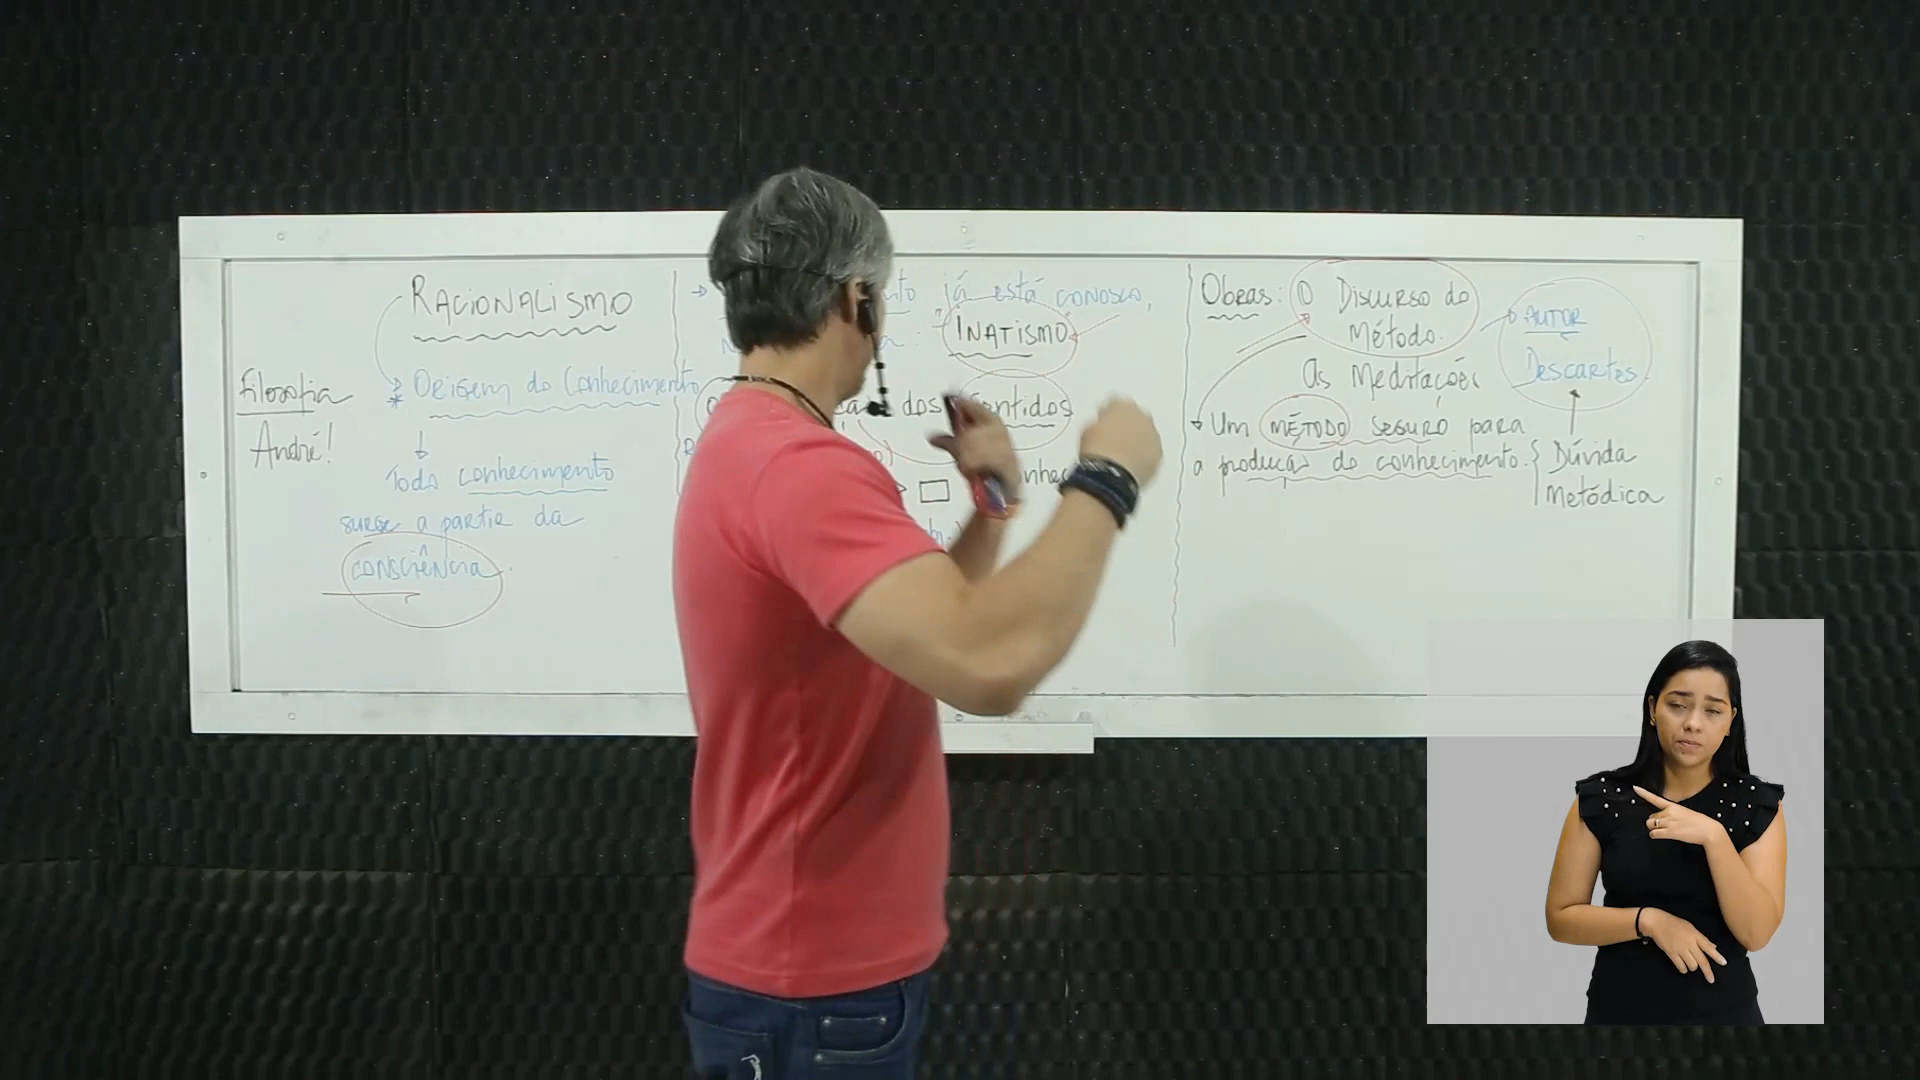 RACIONALISMO
Filosofia
André!
Origem do Conhecimento
Todo conhecimento
surge a partir da
consciência.
já está conosco,
"INATISMO"
dos Sentidos
Obras: O Discurso do
Método.
As Meditações
AUTOR
Descartes.
Um MÉTODO SEGURO para
a produção do conhecimento.
Dúvida
Metódica